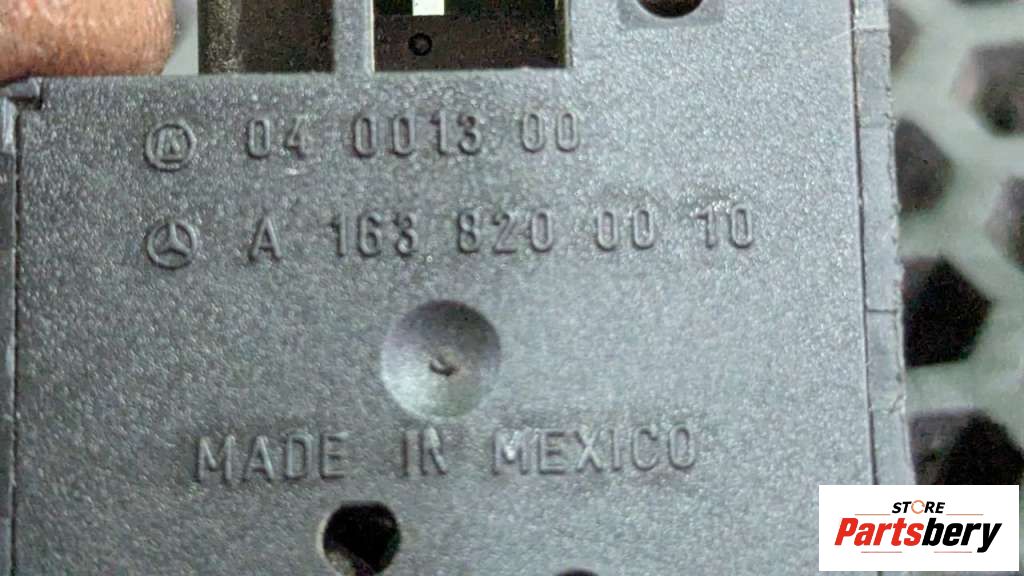 04 0013 00
A 163 820 00 10
MADE IN MEXICO
STORE
Partsbery